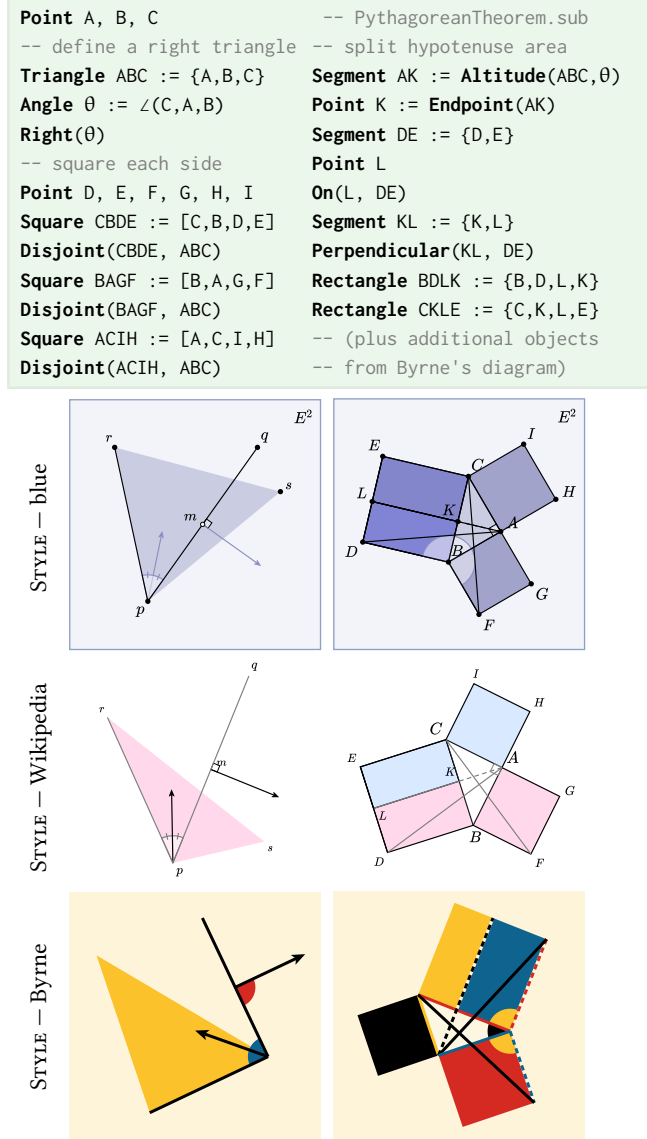 Point A, B, C
-- define a right triangle
Triangle ABC := {A,B,C}
Angle θ := ∠(C,A,B)
Right(θ)
-- square each side
Point D, E, F, G, H, I
Square CBDE := [C,B,D,E]
Disjoint(CBDE, ABC)
Square BAGF := [B,A,G,F]
Disjoint(BAGF, ABC)
Square ACIH := [A,C,I,H]
Disjoint(ACIH, ABC)
-- PythagoreanTheorem.sub
-- split hypotenuse area
Segment AK := Altitude(ABC,θ)
Point K := Endpoint(AK)
Segment DE := {D,E}
Point L
On(L, DE)
Segment KL := {K,L}
Perpendicular(KL, DE)
Rectangle BDLK := {B,D,L,K}
Rectangle CKLE := {C,K,L,E}
-- (plus additional objects
-- from Byrne's diagram)
STYLE — blue
E²
r
q
s
m
p
E²
I
E
C
H
L
K
A
D
B
G
F
STYLE — Wikipedia
q
r
m
s
p
I
H
C
E
A
K
G
L
B
D
F
STYLE — Byrne